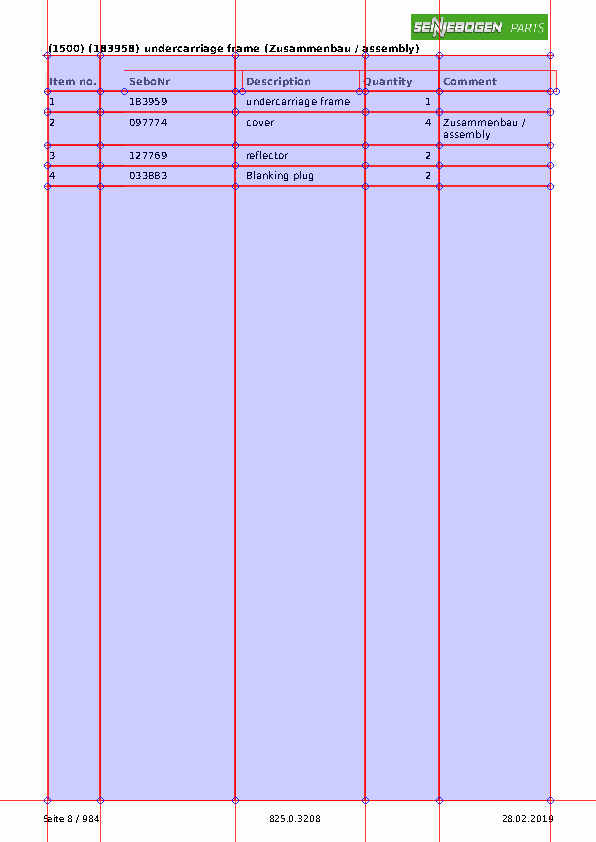 SENNEBOGEN PARTS
(1500) (183958) undercarriage frame (Zusammenbau / assembly)
Item no. SeboNr Description Quantity Comment
1 183959 undercarriage frame 1
2 097774 cover 4 Zusammenbau /
assembly
3 127769 reflector 2
4 033883 Blanking plug 2
Seite 8 / 984 825.0.3208 28.02.2019